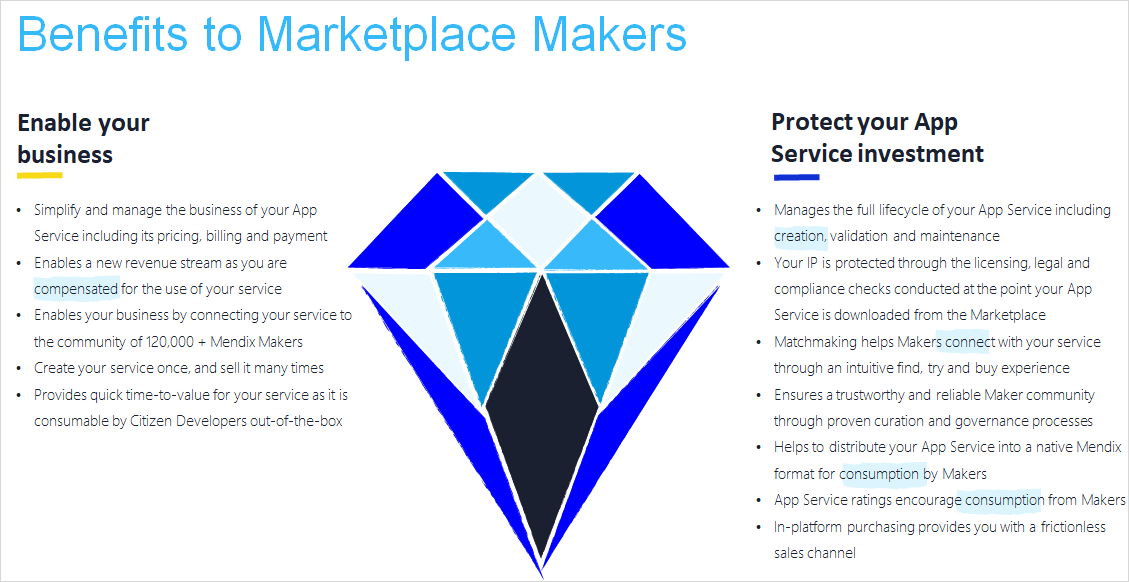 Benefits to Marketplace Makers
Enable your
business
• Simplify and manage the business of your App
Service including its pricing, billing and payment
• Enables a new revenue stream as you are
compensated for the use of your service
• Enables your business by connecting your service to
the community of 120,000 + Mendix Makers
• Create your service once, and sell it many times
• Provides quick time-to-value for your service as it is
consumable by Citizen Developers out-of-the-box
Protect your App
Service investment
• Manages the full lifecycle of your App Service including
creation, validation and maintenance
• Your IP is protected through the licensing, legal and
compliance checks conducted at the point your App
Service is downloaded from the Marketplace
• Matchmaking helps Makers connect with your service
through an intuitive find, try and buy experience
• Ensures a trustworthy and reliable Maker community
through proven curation and governance processes
• Helps to distribute your App Service into a native Mendix
format for consumption by Makers
• App Service ratings encourage consumption from Makers
• In-platform purchasing provides you with a frictionless
sales channel